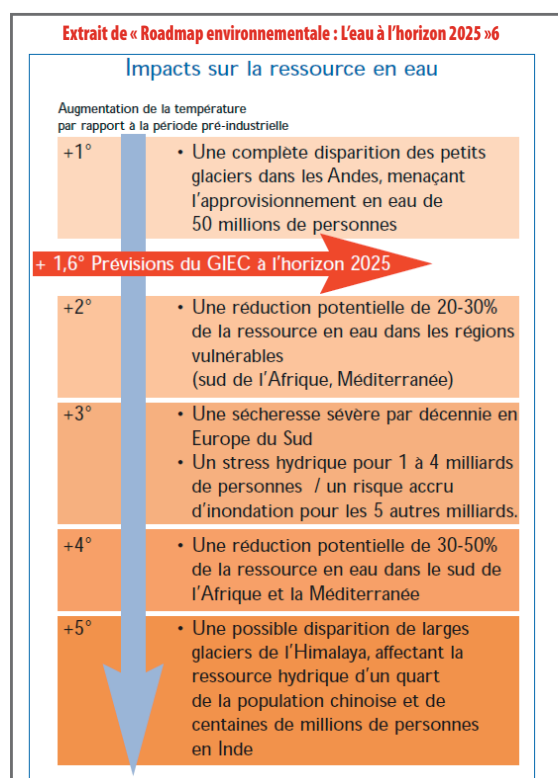 Extrait de « Roadmap environnementale : L'eau à l'horizon 2025 »6
Impacts sur la ressource en eau
Augmentation de la température
par rapport à la période pré-industrielle
+1°
• Une complète disparition des petits
glaciers dans les Andes, menaçant
l'approvisionnement en eau de
50 millions de personnes
+ 1,6° Prévisions du GIEC à l'horizon 2025
+2°
• Une réduction potentielle de 20-30%
de la ressource en eau dans les régions
vulnérables
(sud de l'Afrique, Méditerranée)
+3°
• Une sécheresse sévère par décennie en
Europe du Sud
• Un stress hydrique pour 1 à 4 milliards
de personnes / un risque accru
d'inondation pour les 5 autres milliards.
+4°
• Une réduction potentielle de 30-50%
de la ressource en eau dans le sud de
l'Afrique et la Méditerranée
+5°
• Une possible disparition de larges
glaciers de l'Himalaya, affectant la
ressource hydrique d'un quart
de la population chinoise et de
centaines de millions de personnes
en Inde